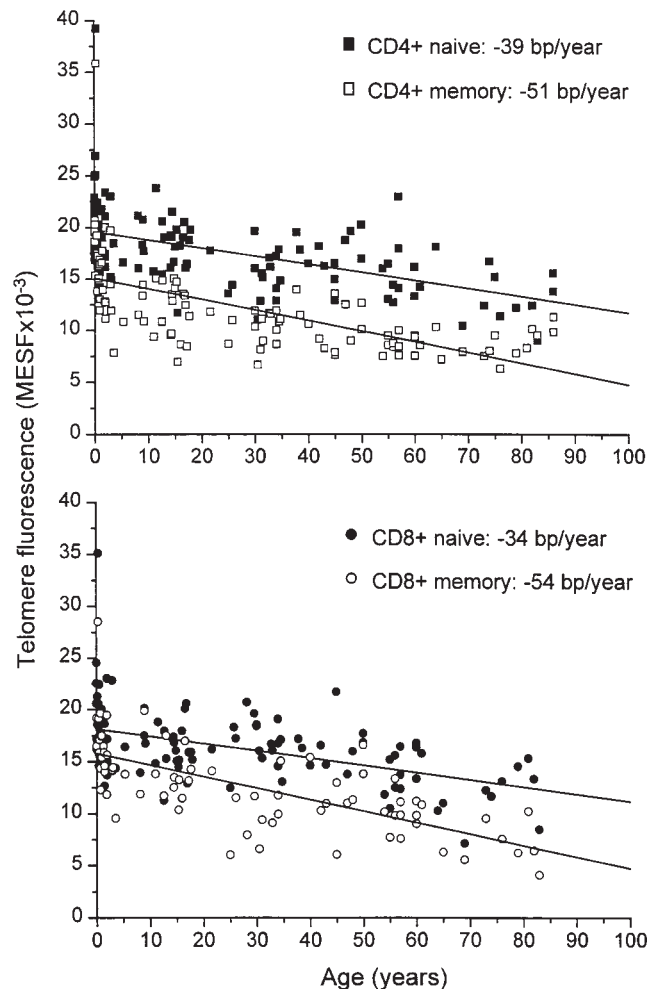 Telomere fluorescence (MESFx10-3)
40
35
30
25
20
15
10
5
0
■ CD4+ naive: -39 bp/year
□ CD4+ memory: -51 bp/year
0 10 20 30 40 50 60 70 80 90 100
40
35
30
25
20
15
10
5
0
● CD8+ naive: -34 bp/year
○ CD8+ memory: -54 bp/year
0 10 20 30 40 50 60 70 80 90 100
Age (years)